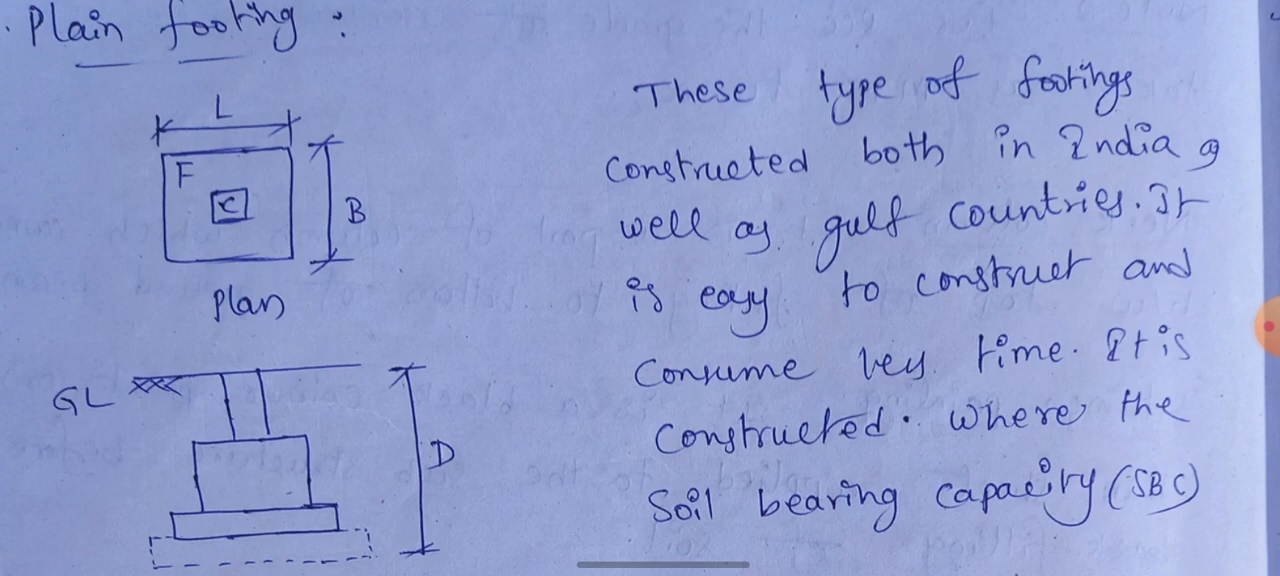 Plain footing :
L
F
C
B
Plan
GL
D
These type of footings
constructed both in India as
well as gulf countries. It
is easy to construct and
Consume less time. It is
constructed. where the
Soil bearing capacity (SBC)